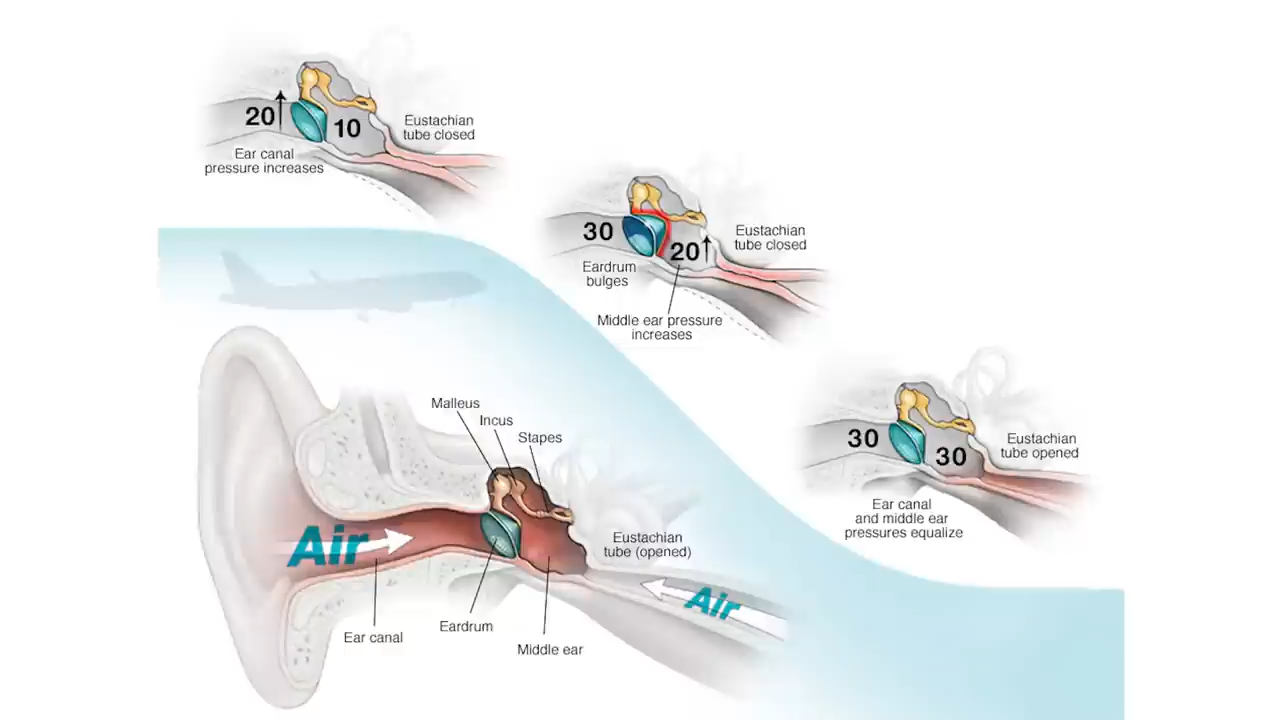 20
10
Eustachian
tube closed
Ear canal
pressure increases
30
20
Eustachian
tube closed
Eardrum
bulges
Middle ear pressure
increases
30
30
Eustachian
tube opened
Ear canal
and middle ear
pressures equalize
Malleus
Incus
Stapes
Air
Eustachian
tube (opened)
Air
Ear canal
Eardrum
Middle ear